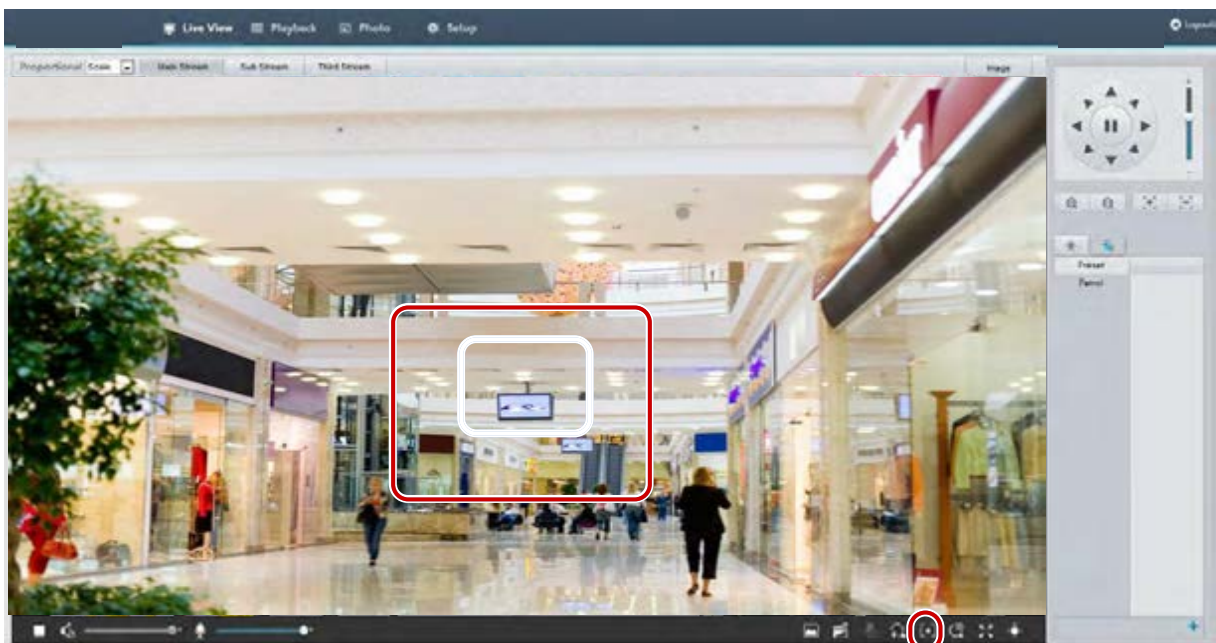 Live View Playback Photo Setup Logout
Proportional Scale Main Stream Sub Stream Third Stream Image
Preset
Patrol